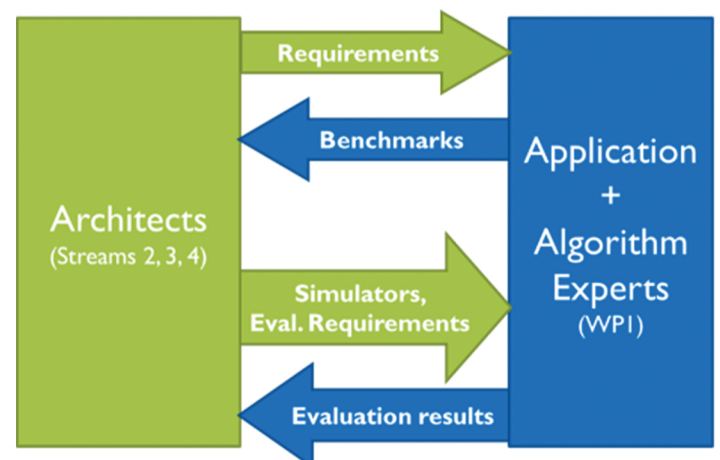 Requirements
Benchmarks
Architects
(Streams 2, 3, 4)
Simulators,
Eval. Requirements
Evaluation results
Application
+
Algorithm
Experts
(WP1)